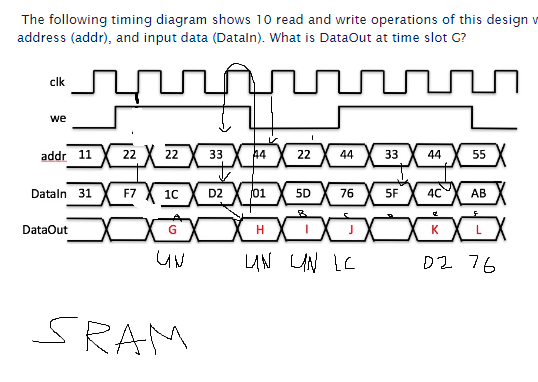 The following timing diagram shows 10 read and write operations of this design
address (addr), and input data (DataIn). What is DataOut at time slot G?
clk
we
addr 11 22 22 33 44 22 44 33 44 55
DataIn 31 F7 1C D2 01 5D 76 5F 4C AB
A B C D E F
DataOut G H I J K L
UN UN UN 1C D2 76
SRAM